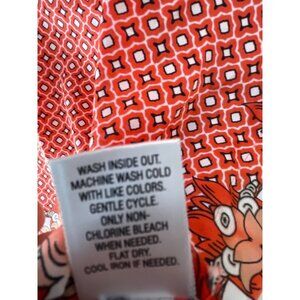 WASH INSIDE OUT.
MACHINE WASH COLD
WITH LIKE COLORS.
GENTLE CYCLE.
ONLY NON-
CHLORINE BLEACH
WHEN NEEDED.
FLAT DRY.
COOL IRON IF NEEDED.